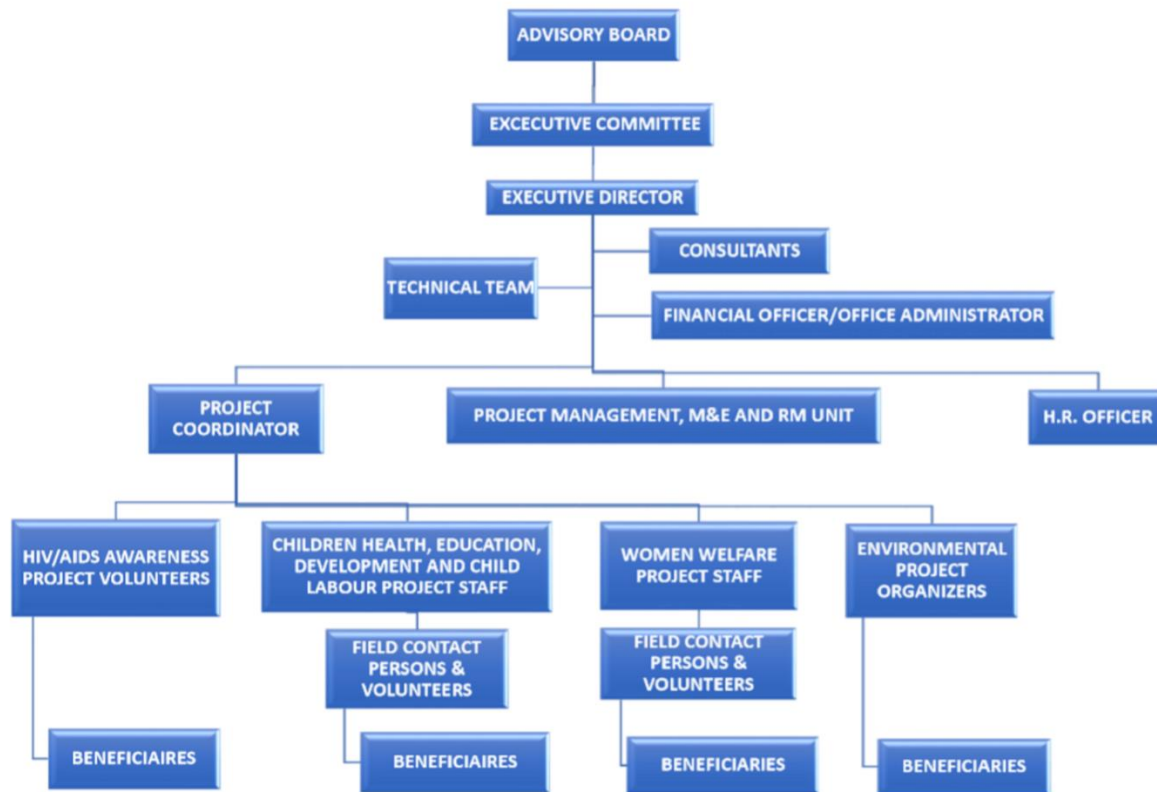 ADVISORY BOARD
EXCECUTIVE COMMITTEE
EXECUTIVE DIRECTOR
CONSULTANTS
TECHNICAL TEAM
FINANCIAL OFFICER/OFFICE ADMINISTRATOR
PROJECT
COORDINATOR
PROJECT MANAGEMENT, M&E AND RM UNIT
H.R. OFFICER
HIV/AIDS AWARENESS
PROJECT VOLUNTEERS
CHILDREN HEALTH, EDUCATION,
DEVELOPMENT AND CHILD
LABOUR PROJECT STAFF
WOMEN WELFARE
PROJECT STAFF
ENVIRONMENTAL
PROJECT
ORGANIZERS
FIELD CONTACT
PERSONS &
VOLUNTEERS
FIELD CONTACT
PERSONS &
VOLUNTEERS
BENEFICIAIRES
BENEFICIAIRES
BENEFICIARIES
BENEFICIARIES